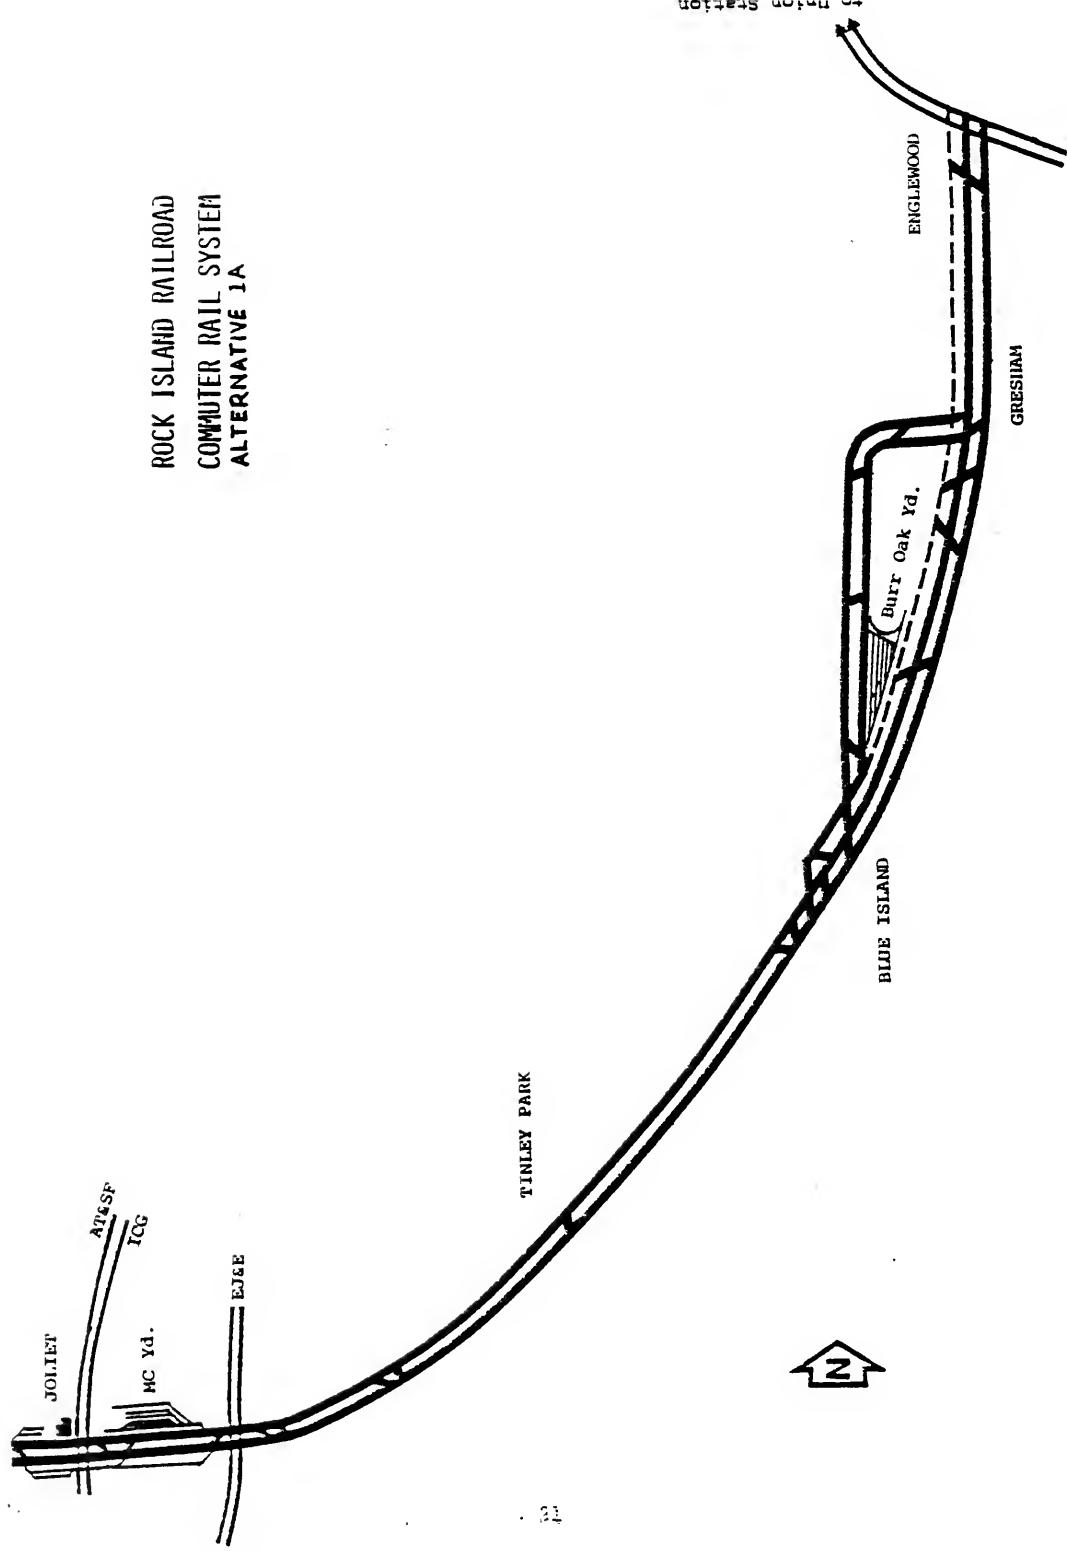 to Union Station
ROCK ISLAND RAILROAD
COMMUTER RAIL SYSTEM
ALTERNATIVE 1A
ENGLEWOOD
GRESHAM
Burr Oak Yd.
BLUE ISLAND
TINLEY PARK
AT&SF
ICG
EJ&E
JOLIET
MC Yd.
N